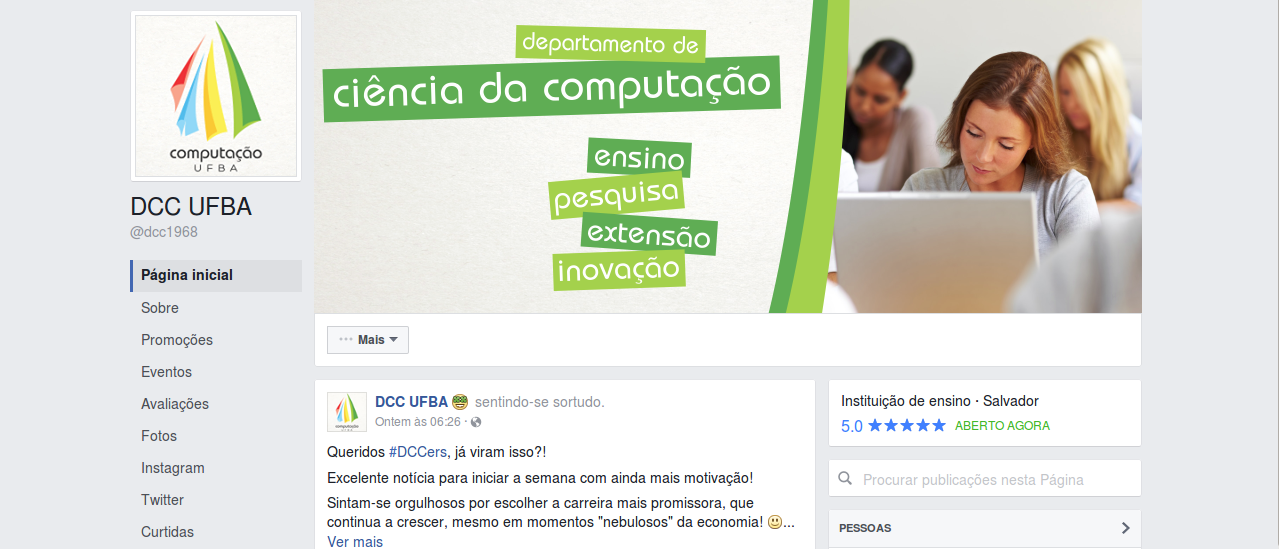 computação
UFBA
DCC UFBA
@dcc1968
Página inicial
Sobre
Promoções
Eventos
Avaliações
Fotos
Instagram
Twitter
Curtidas
departamento de
ciência da computação
ensino
pesquisa
extensão
inovação
Mais
DCC UFBA sentindo-se sortudo.
Ontem às 06:26 ·
Queridos #DCCers, já viram isso?!
Excelente notícia para iniciar a semana com ainda mais motivação!
Sintam-se orgulhosos por escolher a carreira mais promissora, que
continua a crescer, mesmo em momentos "nebulosos" da economia! ...
Ver mais
Instituição de ensino · Salvador
5.0 ABERTO AGORA
Procurar publicações nesta Página
PESSOAS